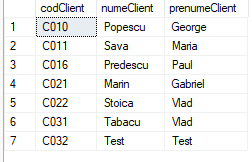 codClient numeClient prenumeClient
1 C010 Popescu George
2 C011 Sava Maria
3 C016 Predescu Paul
4 C021 Marin Gabriel
5 C022 Stoica Vlad
6 C031 Tabacu Vlad
7 C032 Test Test